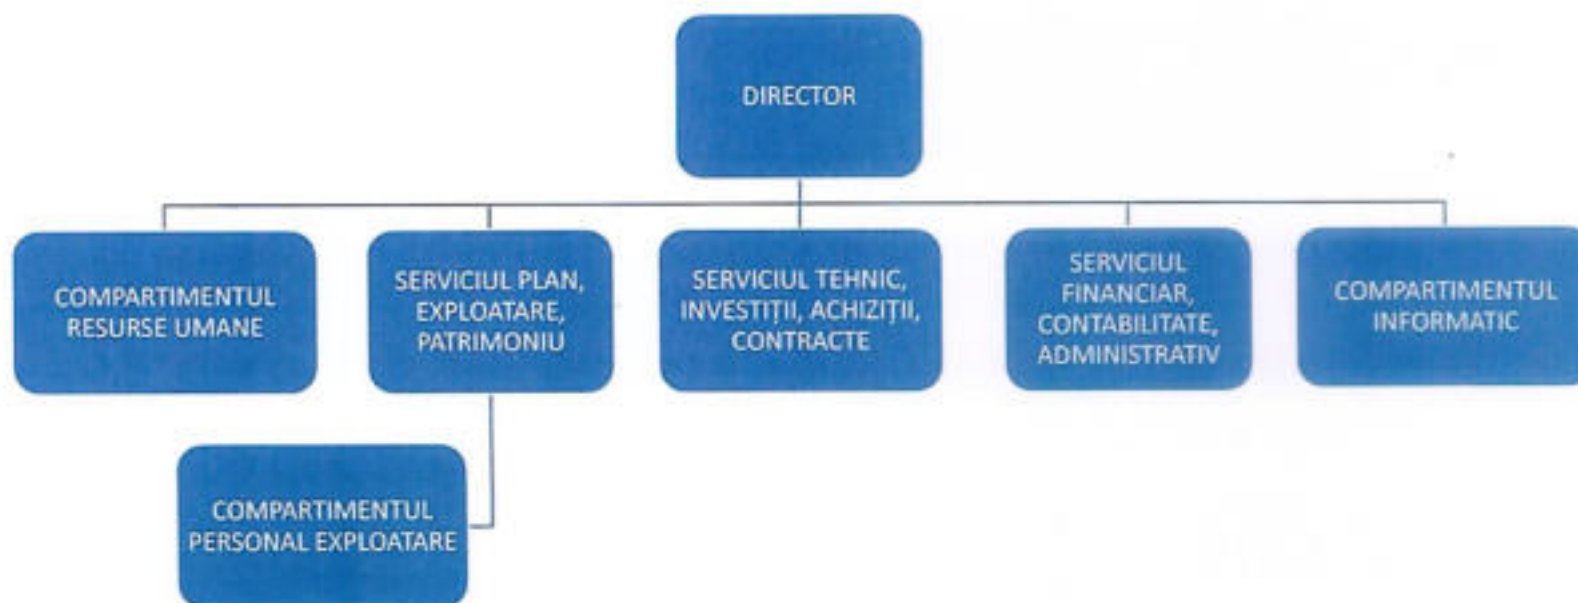 DIRECTOR
COMPARTIMENTUL
RESURSE UMANE
SERVICIUL PLAN,
EXPLOATARE,
PATRIMONIU
SERVICIUL TEHNIC,
INVESTIȚII, ACHIZIȚII,
CONTRACTE
SERVICIUL
FINANCIAR,
CONTABILITATE,
ADMINISTRATIV
COMPARTIMENTUL
INFORMATIC
COMPARTIMENTUL
PERSONAL EXPLOATARE